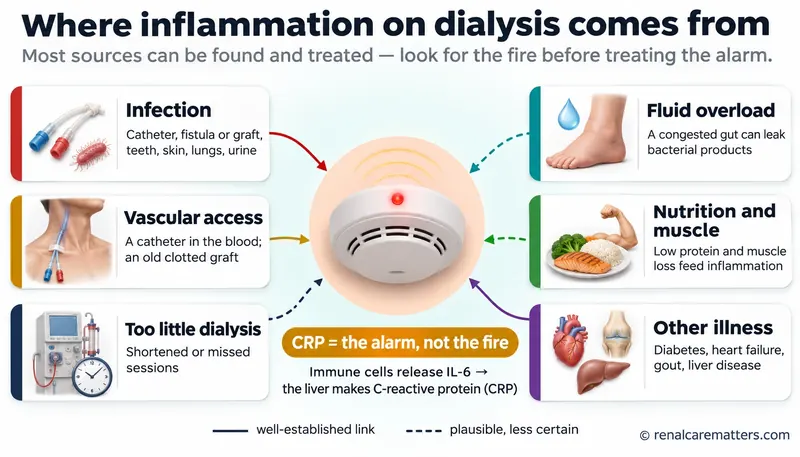 Where inflammation on dialysis comes from
Most sources can be found and treated — look for the fire before treating the alarm.
Infection
Catheter, fistula or graft,
teeth, skin, lungs, urine
Vascular access
A catheter in the blood;
an old clotted graft
Too little dialysis
Shortened or missed
sessions
Fluid overload
A congested gut can leak
bacterial products
Nutrition and
muscle
Low protein and muscle
loss feed inflammation
Other illness
Diabetes, heart failure,
gout, liver disease
CRP = the alarm, not the fire
Immune cells release IL-6 →
the liver makes C-reactive protein (CRP)
well-established link
plausible, less certain
© renalcarematters.com